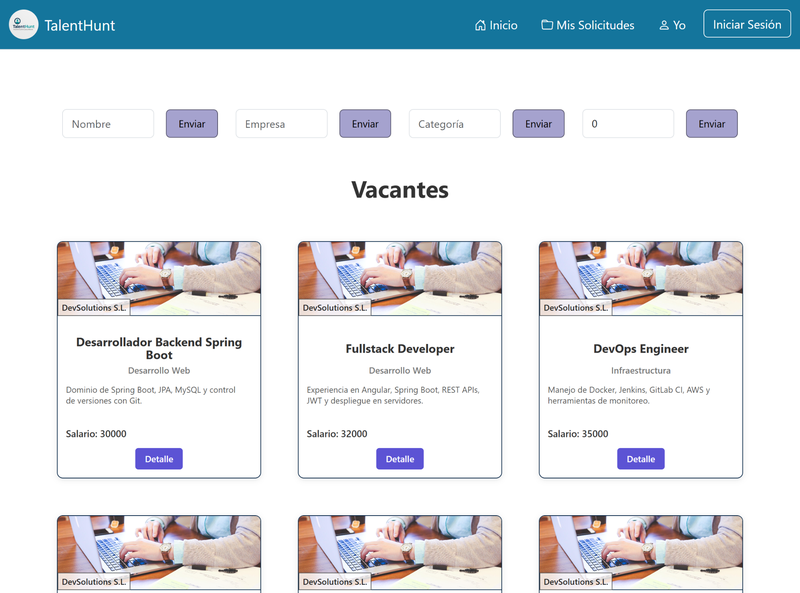 TalentHunt
TalentHunt
Inicio
Mis Solicitudes
Yo
Iniciar Sesión
Nombre
Enviar
Empresa
Enviar
Categoría
Enviar
0
Enviar
Vacantes
DevSolutions S.L.
Desarrollador Backend Spring
Boot
Desarrollo Web
Dominio de Spring Boot, JPA, MySQL y control
de versiones con Git.
Salario: 30000
Detalle
DevSolutions S.L.
Fullstack Developer
Desarrollo Web
Experiencia en Angular, Spring Boot, REST APIs,
JWT y despliegue en servidores.
Salario: 32000
Detalle
DevSolutions S.L.
DevOps Engineer
Infraestructura
Manejo de Docker, Jenkins, GitLab CI, AWS y
herramientas de monitoreo.
Salario: 35000
Detalle
DevSolutions S.L.
DevSolutions S.L.
DevSolutions S.L.